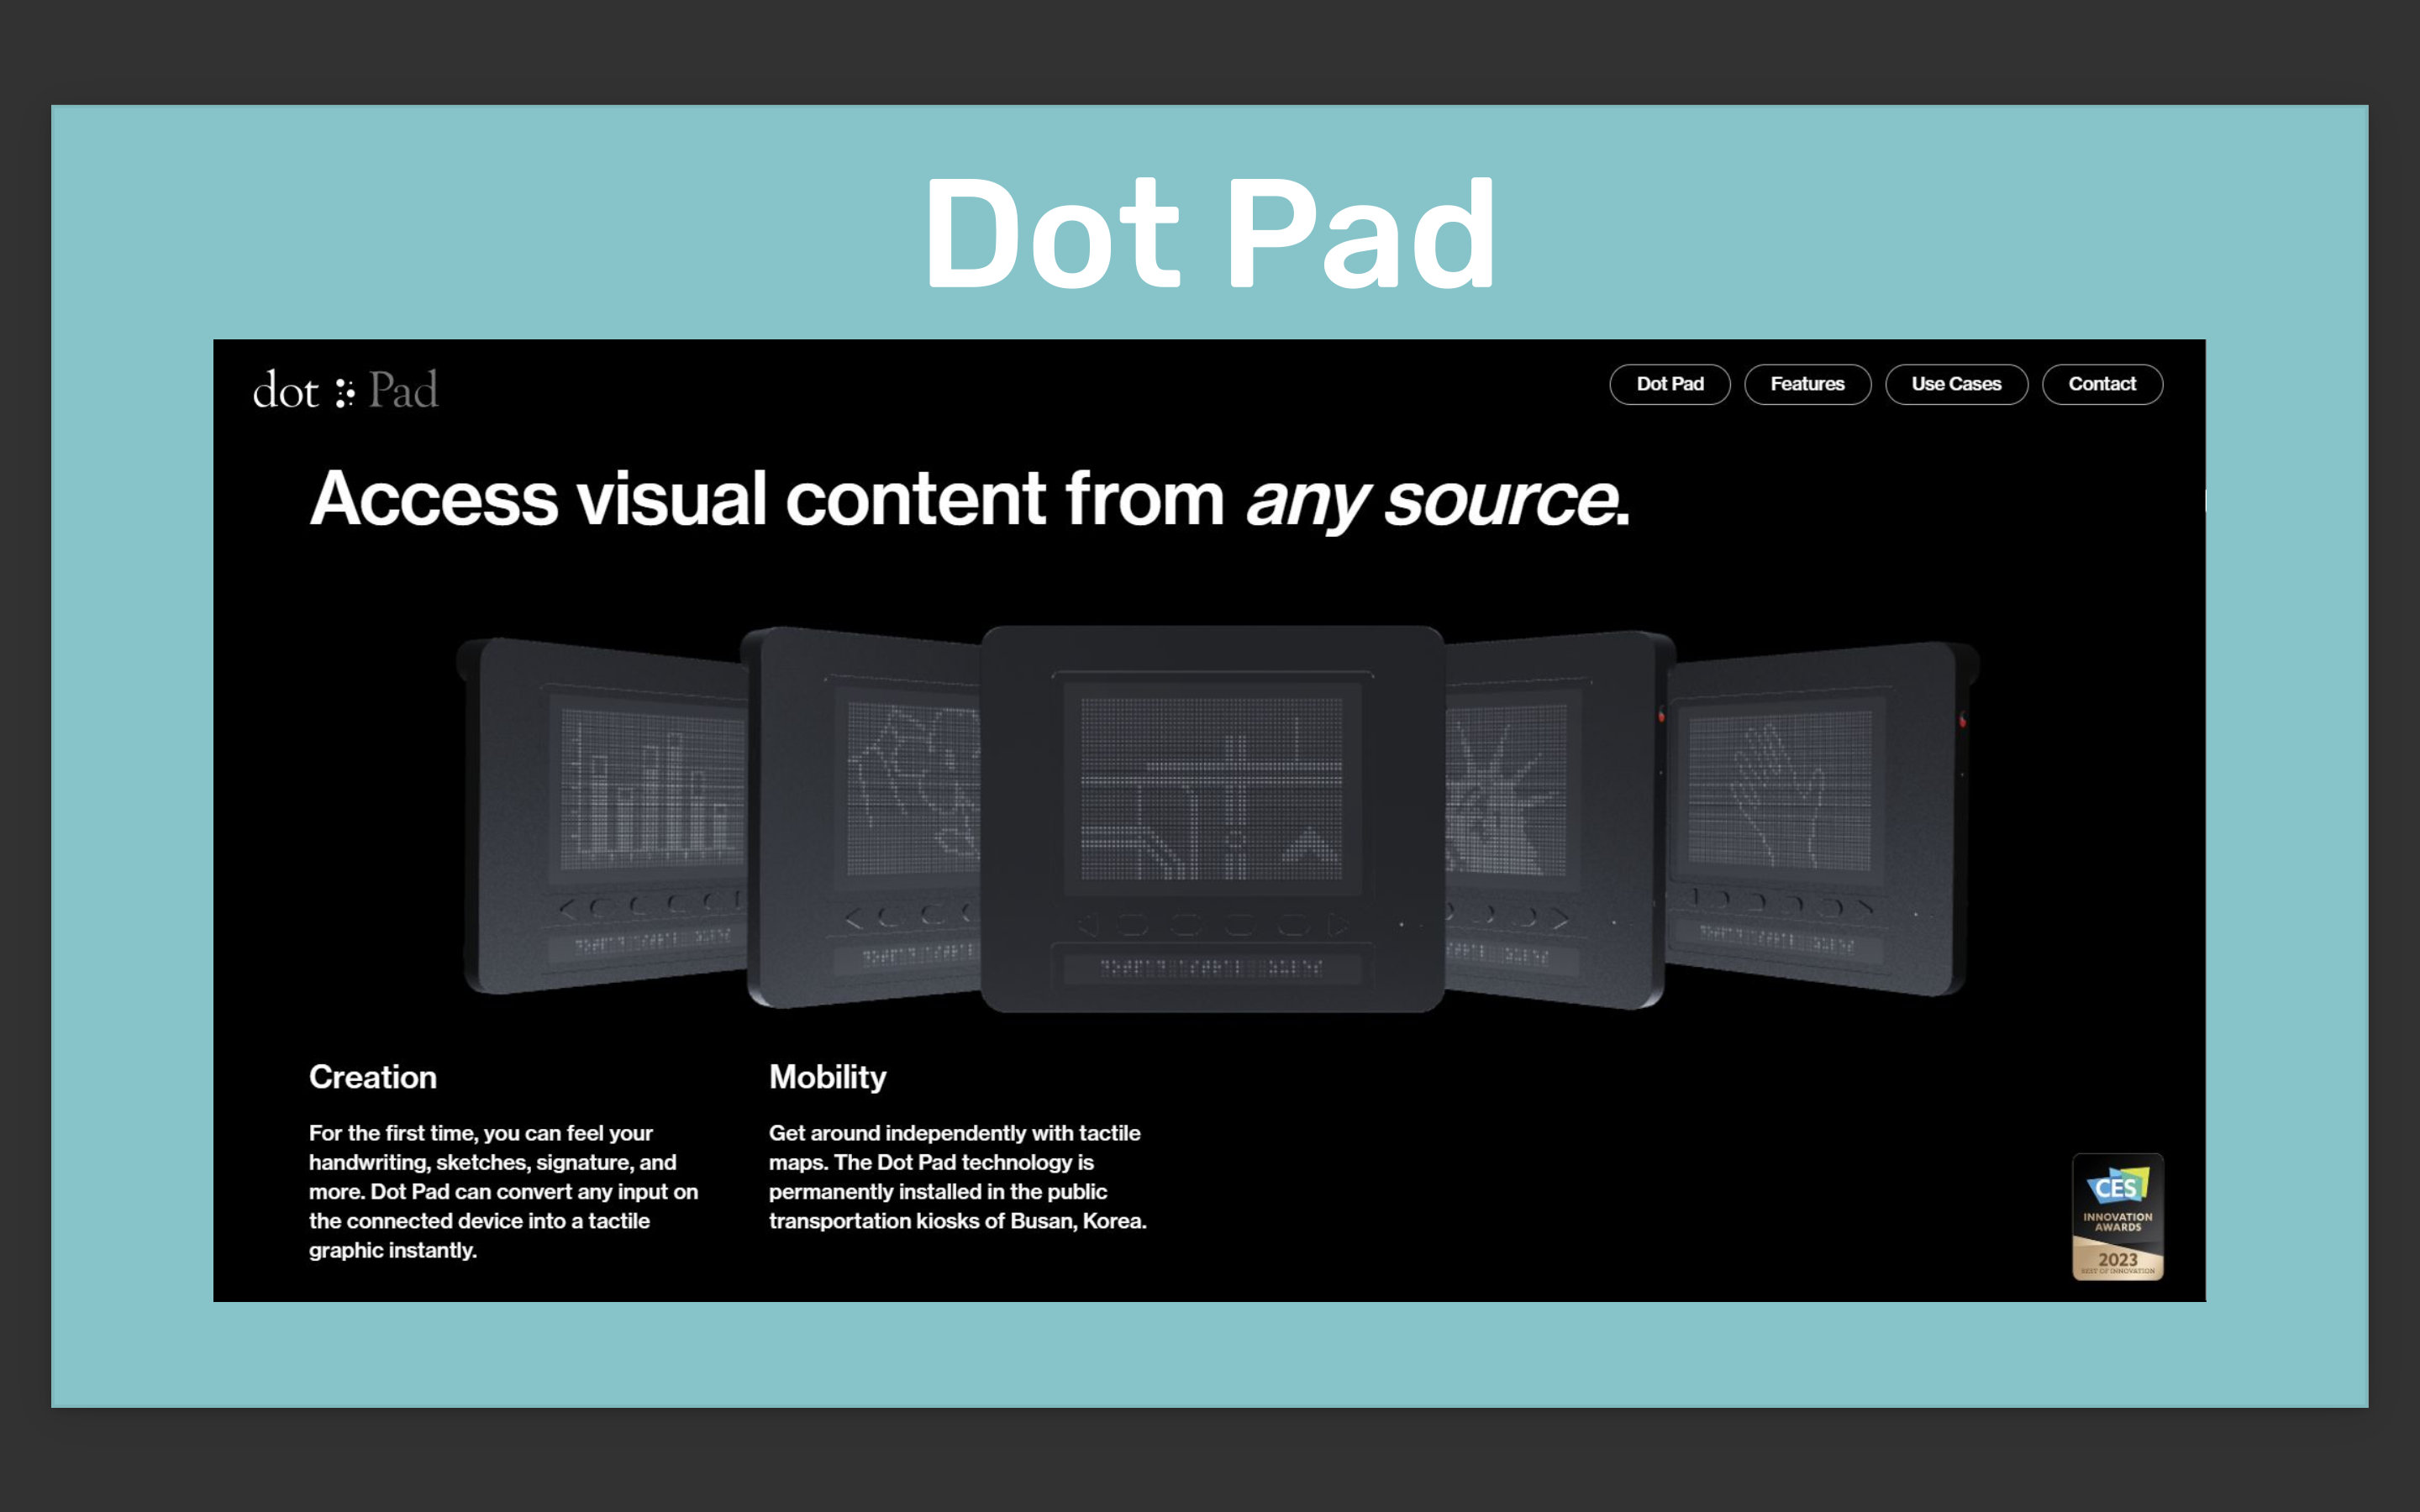 Dot Pad
dot Pad
Dot Pad
Features
Use Cases
Contact
Access visual content from any source.
Creation
For the first time, you can feel your
handwriting, sketches, signature, and
more. Dot Pad can convert any input on
the connected device into a tactile
graphic instantly.
Mobility
Get around independently with tactile
maps. The Dot Pad technology is
permanently installed in the public
transportation kiosks of Busan, Korea.
CES
INNOVATION
AWARDS
2023
BEST OF INNOVATION